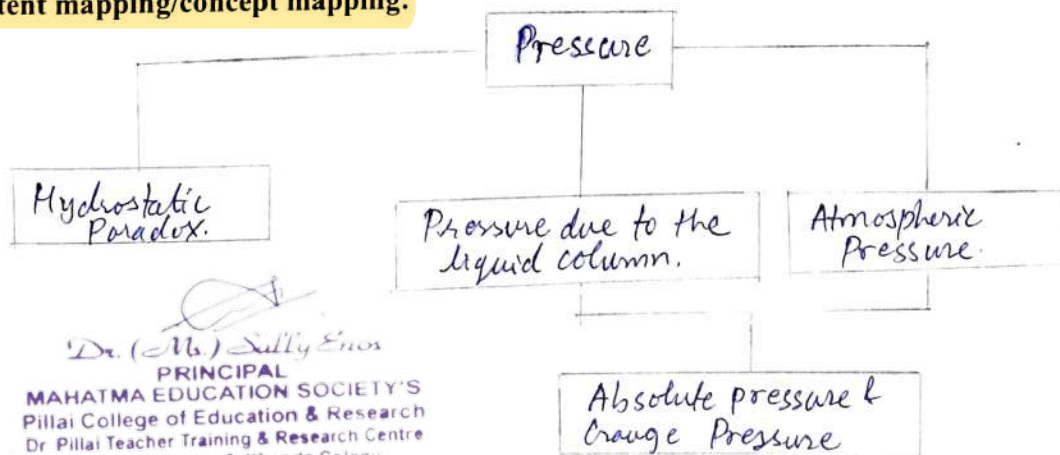 tent mapping/concept mapping.
Pressure
Hydrostatic
Paradox.
Pressure due to the
liquid column.
Atmospheric
Pressure.
Absolute pressure &
Gauge Pressure
Dr. (Ms.) Sally Enos
PRINCIPAL
MAHATMA EDUCATION SOCIETY'S
Pillai College of Education & Research
Dr Pillai Teacher Training & Research Centre